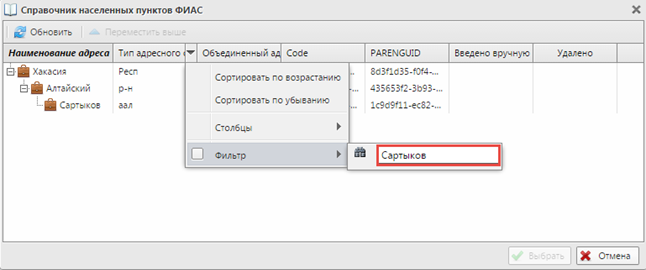 Справочник населенных пунктов ФИАС
Обновить Переместить выше
Наименование адреса Тип адресного Объединенный ад Code PARENGUID Введено вручную Удалено
Хакасия Респ 8d3f1d35-f0f4-...
Алтайский р-н 435653f2-3b93-...
Сартыков аал 1c9d9f11-ec82-...
Сортировать по возрастанию
Сортировать по убыванию
Столбцы
Фильтр Сартыков
Выбрать Отмена